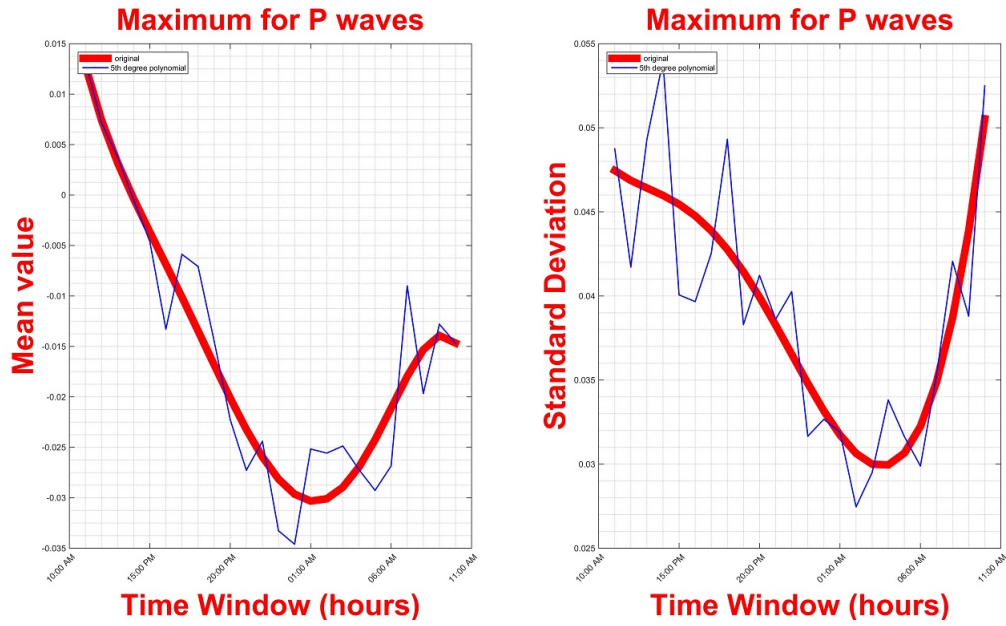 Maximum for P waves
original
5th degree polynomial
0.015
0.01
0.005
0
-0.005
-0.01
-0.015
-0.02
-0.025
-0.03
-0.035
Mean value
10:00 AM
15:00 PM
20:00 PM
01:00 AM
06:00 AM
11:00 AM
Time Window (hours)
Maximum for P waves
original
5th degree polynomial
0.055
0.05
0.045
0.04
0.035
0.03
0.025
Standard Deviation
10:00 AM
15:00 PM
20:00 PM
01:00 AM
06:00 AM
11:00 AM
Time Window (hours)